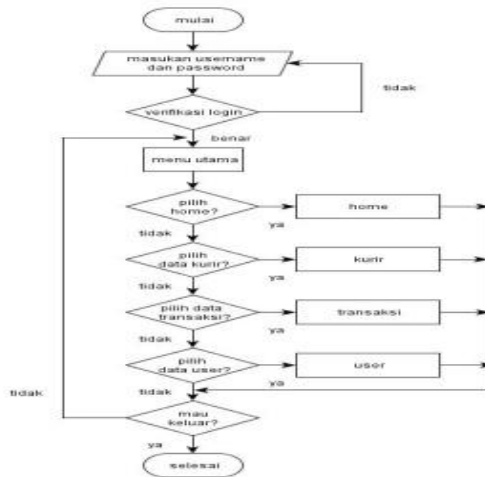 mulai
masukan username
dan password
tidak
verifikasi login
benar
menu utama
pilih
home?
home
tidak
ya
pilih
data kurir?
kurir
tidak
ya
pilih data
transaksi?
transaksi
tidak
ya
pilih
data user?
user
tidak
tidak
ya
mau
keluar?
ya
selesai